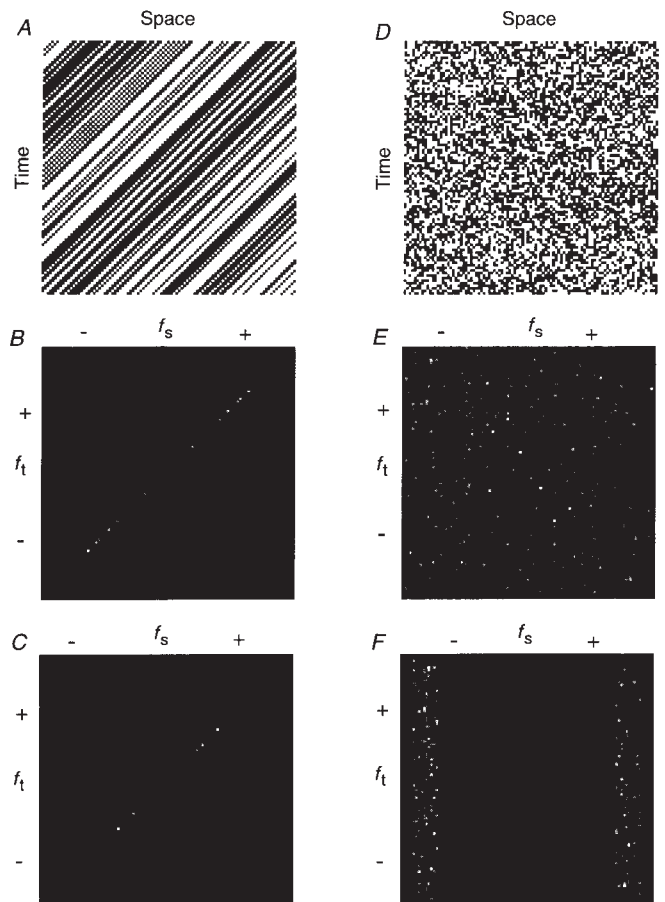 A Space D Space
Time Time
B - fs + E - fs +
+ +
ft ft
- -
C - fs + F - fs +
+ +
ft ft
- -